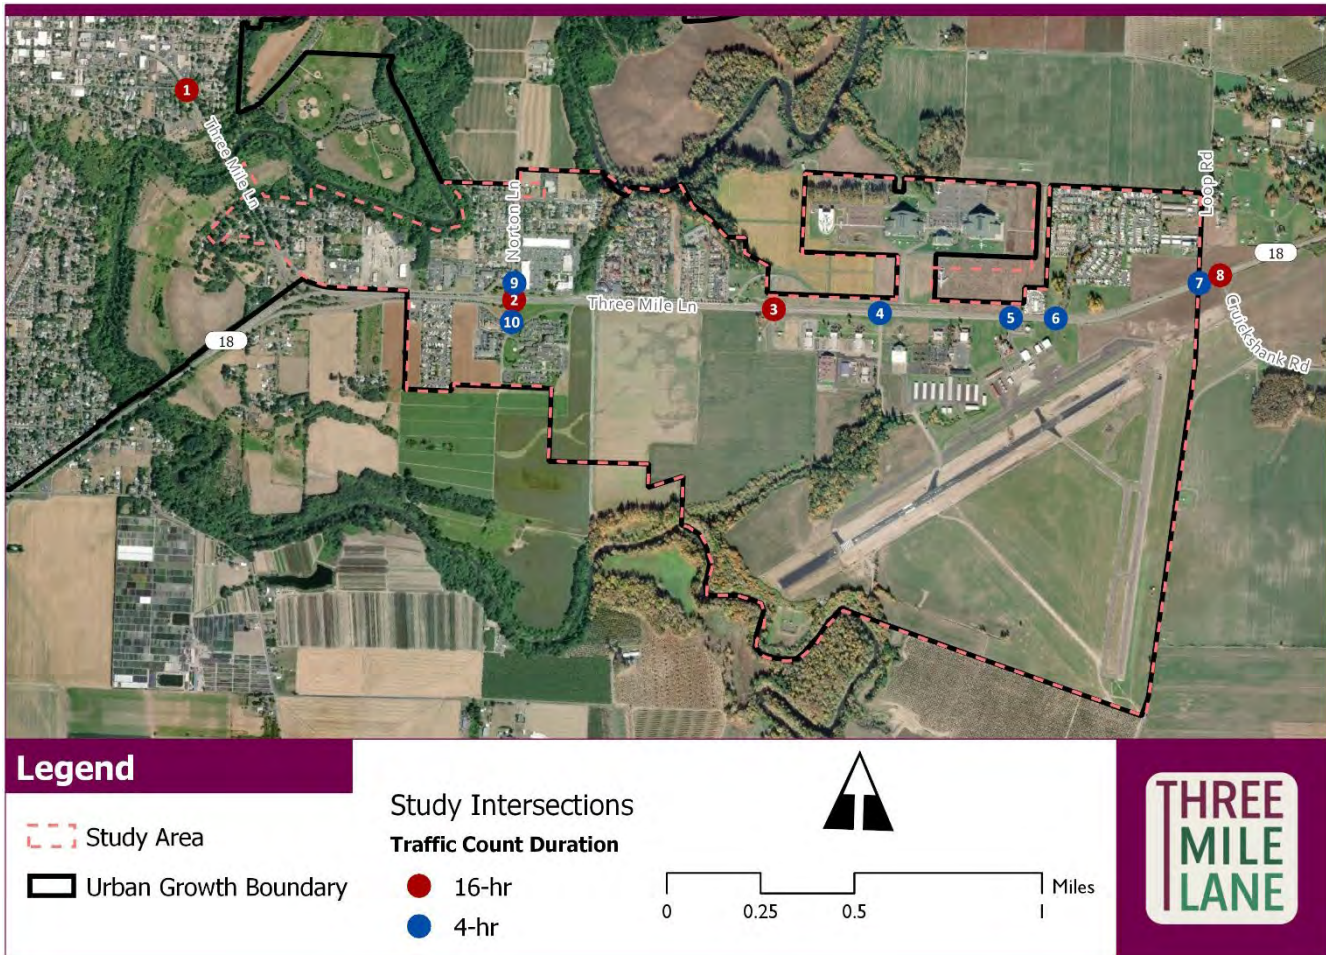 1
Three Mile Ln
Norton Ln
Loop Rd
18
9
2
10
Three Mile Ln
3
4
5
6
7
8
Cruickshank Rd
18
Legend
Study Area
Urban Growth Boundary
Study Intersections
Traffic Count Duration
16-hr
4-hr
Miles
0
0.25
0.5
1
THREE
MILE
LANE